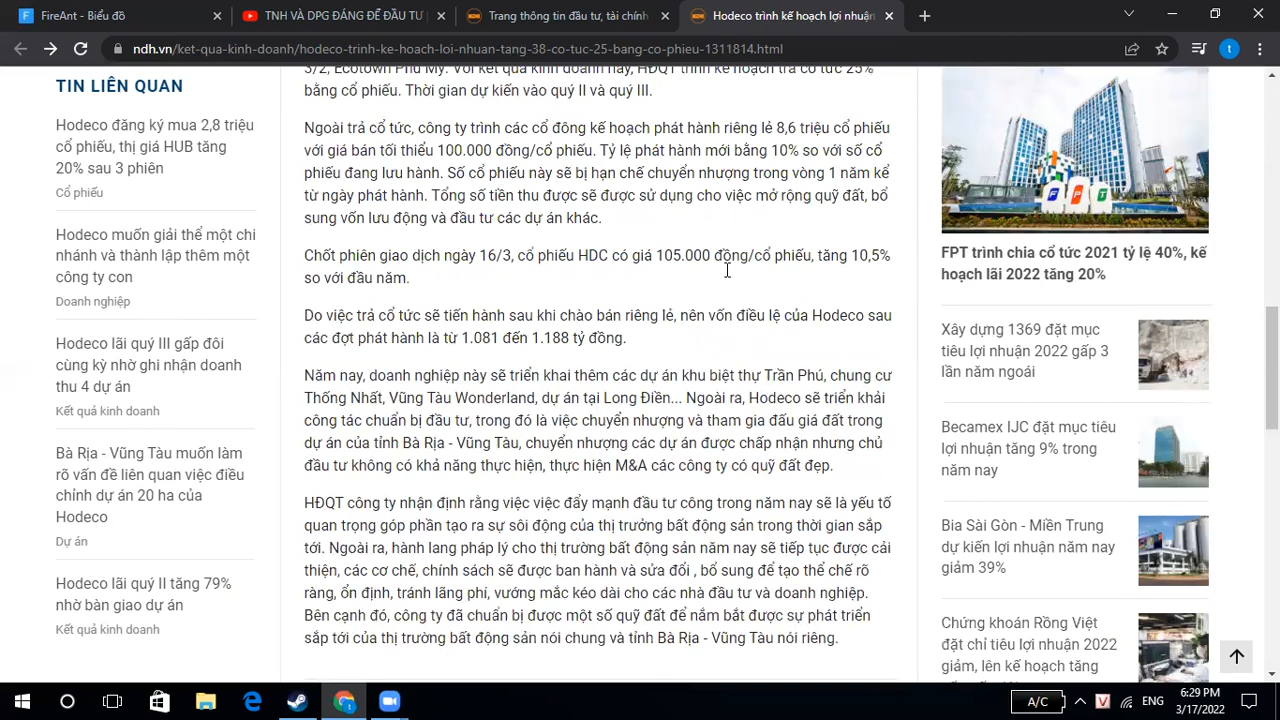 FireAnt - Biểu đồ
TNH VÀ DPG ĐÁNG ĐỂ ĐẦU TƯ
Trang thông tin đầu tư, tài chính
Hodeco trình kế hoạch lợi nhuận
ndh.vn/ket-qua-kinh-doanh/hodeco-trinh-ke-hoach-loi-nhuan-tang-38-co-tuc-25-bang-co-phieu-1311814.html
t
TIN LIÊN QUAN
Hodeco đăng ký mua 2,8 triệu
cổ phiếu, thị giá HUB tăng
20% sau 3 phiên
Cổ phiếu
Hodeco muốn giải thể một chi
nhánh và thành lập thêm một
công ty con
Doanh nghiệp
Hodeco lãi quý III gấp đôi
cùng kỳ nhờ ghi nhận doanh
thu 4 dự án
Kết quả kinh doanh
Bà Rịa - Vũng Tàu muốn làm
rõ vấn đề liên quan việc điều
chỉnh dự án 20 ha của
Hodeco
Dự án
Hodeco lãi quý II tăng 79%
nhờ bàn giao dự án
Kết quả kinh doanh
3/2, Ecotown Phú Mỹ. Với kết quả kinh doanh này, HĐQT trình kế hoạch trả cổ tức 25%
bằng cổ phiếu. Thời gian dự kiến vào quý II và quý III.
Ngoài trả cổ tức, công ty trình các cổ đông kế hoạch phát hành riêng lẻ 8,6 triệu cổ phiếu
với giá bán tối thiểu 100.000 đồng/cổ phiếu. Tỷ lệ phát hành mới bằng 10% so với số cổ
phiếu đang lưu hành. Số cổ phiếu này sẽ bị hạn chế chuyển nhượng trong vòng 1 năm kể
từ ngày phát hành. Tổng số tiền thu được sẽ được sử dụng cho việc mở rộng quỹ đất, bổ
sung vốn lưu động và đầu tư các dự án khác.
Chốt phiên giao dịch ngày 16/3, cổ phiếu HDC có giá 105.000 đồng/cổ phiếu, tăng 10,5%
so với đầu năm.
Do việc trả cổ tức sẽ tiến hành sau khi chào bán riêng lẻ, nên vốn điều lệ của Hodeco sau
các đợt phát hành là từ 1.081 đến 1.188 tỷ đồng.
Năm nay, doanh nghiệp này sẽ triển khai thêm các dự án khu biệt thự Trần Phú, chung cư
Thống Nhất, Vũng Tàu Wonderland, dự án tại Long Điền... Ngoài ra, Hodeco sẽ triển khải
công tác chuẩn bị đầu tư, trong đó là việc chuyển nhượng và tham gia đấu giá đất trong
dự án của tỉnh Bà Rịa - Vũng Tàu, chuyển nhượng các dự án được chấp nhận nhưng chủ
đầu tư không có khả năng thực hiện, thực hiện M&A các công ty có quỹ đất đẹp.
HĐQT công ty nhận định rằng việc việc đẩy mạnh đầu tư công trong năm nay sẽ là yếu tố
quan trọng góp phần tạo ra sự sôi động của thị trưởng bất động sản trong thời gian sắp
tới. Ngoài ra, hành lang pháp lý cho thị trường bất động sản năm nay sẽ tiếp tục được cải
thiện, các cơ chế, chính sách sẽ được ban hành và sửa đổi , bổ sung để tạo thể chế rõ
ràng, ổn định, tránh lãng phí, vướng mắc kéo dài cho các nhà đầu tư và doanh nghiệp.
Bên cạnh đó, công ty đã chuẩn bị được một số quỹ đất để nắm bắt được sự phát triển
sắp tới của thị trường bất động sản nói chung và tỉnh Bà Rịa - Vũng Tàu nói riêng.
FPT
FPT trình chia cổ tức 2021 tỷ lệ 40%, kế
hoạch lãi 2022 tăng 20%
Xây dựng 1369 đặt mục
tiêu lợi nhuận 2022 gấp 3
lần năm ngoái
Becamex IJC đặt mục tiêu
lợi nhuận tăng 9% trong
năm nay
Bia Sài Gòn - Miền Trung
dự kiến lợi nhuận năm nay
giảm 39%
Chứng khoán Rồng Việt
đặt chỉ tiêu lợi nhuận 2022
giảm, lên kế hoạch tăng
A/C
V
ENG
6:29 PM
3/17/2022